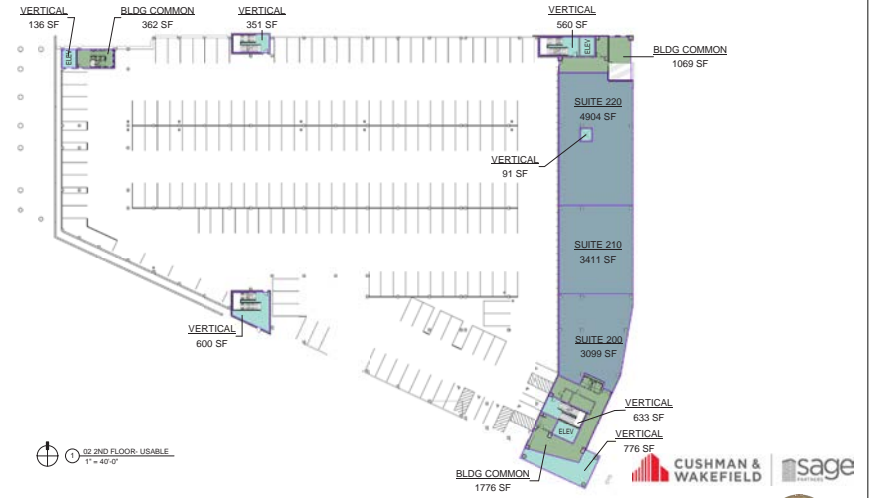 VERTICAL
136 SF
BLDG COMMON
362 SF
VERTICAL
351 SF
VERTICAL
560 SF
ELEV
ELEV
BLDG COMMON
1069 SF
SUITE 220
4904 SF
VERTICAL
91 SF
SUITE 210
3411 SF
SUITE 200
3099 SF
VERTICAL
600 SF
VERTICAL
633 SF
ELEV
VERTICAL
776 SF
BLDG COMMON
1776 SF
1
02 2ND FLOOR- USABLE
1" = 40'-0"
CUSHMAN &
WAKEFIELD
sage
PARTNERS